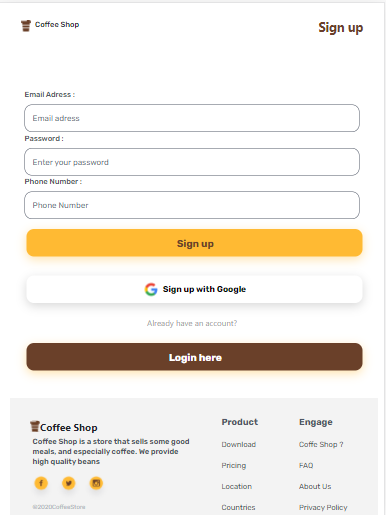 Coffee Shop
Sign up
Email Adress :
Email adress
Password :
Enter your password
Phone Number :
Phone Number
Sign up
Sign up with Google
Already have an account?
Login here
Coffee Shop
Coffee Shop is a store that sells some good
meals, and especially coffee. We provide
high quality beans
©2020CoffeeStore
Product
Download
Pricing
Location
Countries
Engage
Coffe Shop ?
FAQ
About Us
Privacy Policy